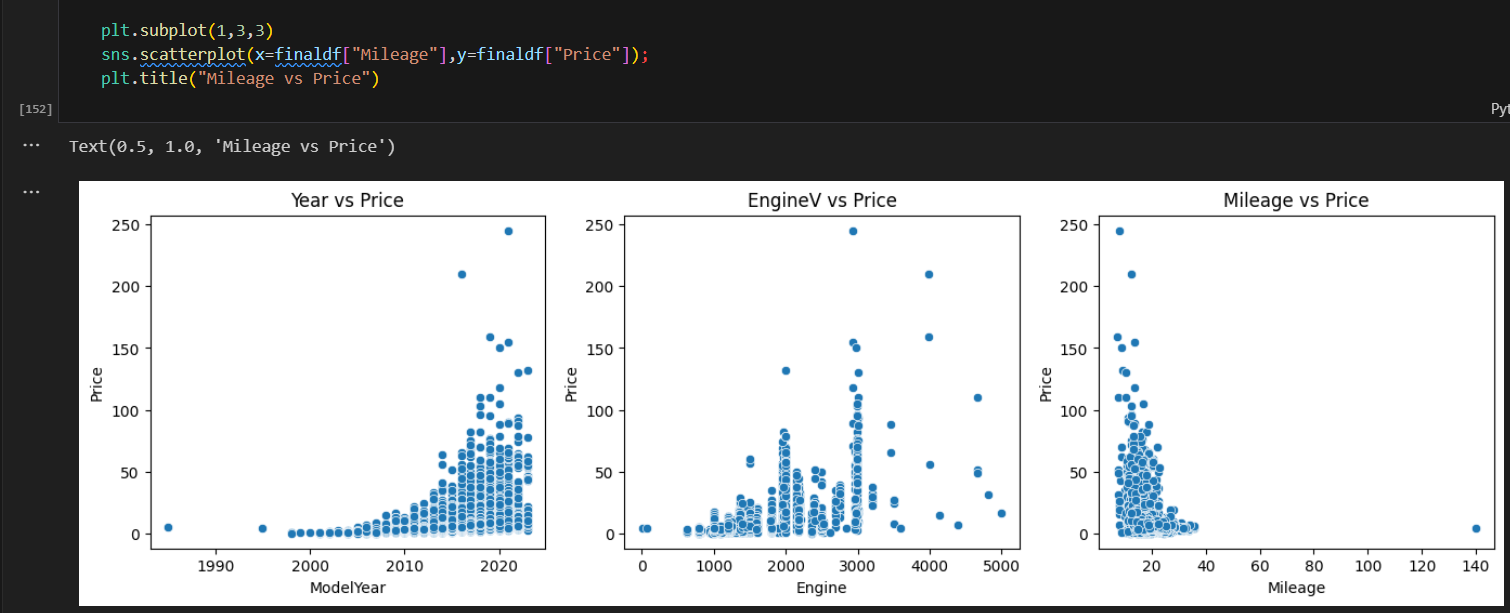 plt.subplot(1,3,3)
sns.scatterplot(x=finaldf["Mileage"],y=finaldf["Price"]);
plt.title("Mileage vs Price")
[152]
Pyt
... Text(0.5, 1.0, 'Mileage vs Price')
...
Year vs Price
250
200
150
100
50
0
Price
1990 2000 2010 2020
ModelYear
EngineV vs Price
250
200
150
100
50
0
Price
0 1000 2000 3000 4000 5000
Engine
Mileage vs Price
250
200
150
100
50
0
Price
20 40 60 80 100 120 140
Mileage